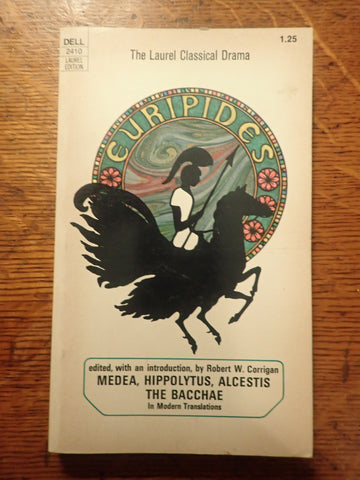 DELL
2410
LAUREL
EDITION
1.25
The Laurel Classical Drama
EURIPIDES
edited, with an introduction, by Robert W. Corrigan
MEDEA, HIPPOLYTUS, ALCESTIS
THE BACCHAE
In Modern Translations